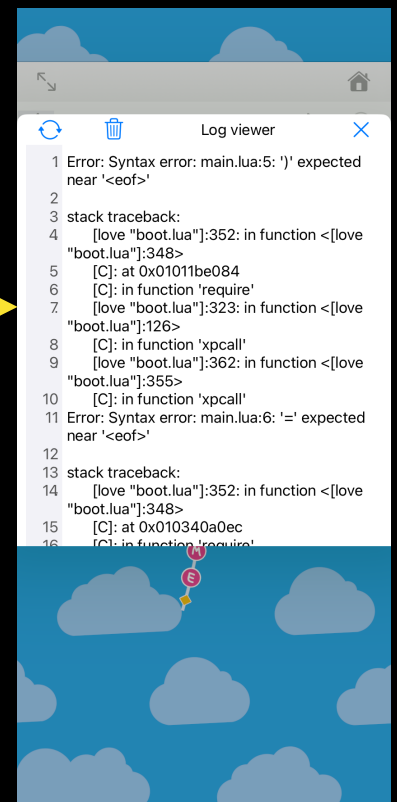 Log viewer
1 Error: Syntax error: main.lua:5: ')' expected
near '<eof>'
2
3 stack traceback:
4 [love "boot.lua"]:352: in function <[love
"boot.lua"]:348>
5 [C]: at 0x01011be084
6 [C]: in function 'require'
7 [love "boot.lua"]:323: in function <[love
"boot.lua"]:126>
8 [C]: in function 'xpcall'
9 [love "boot.lua"]:362: in function <[love
"boot.lua"]:355>
10 [C]: in function 'xpcall'
11 Error: Syntax error: main.lua:6: '=' expected
near '<eof>'
12
13 stack traceback:
14 [love "boot.lua"]:352: in function <[love
"boot.lua"]:348>
15 [C]: at 0x010340a0ec
16 [C]: in function 'require'
M
E